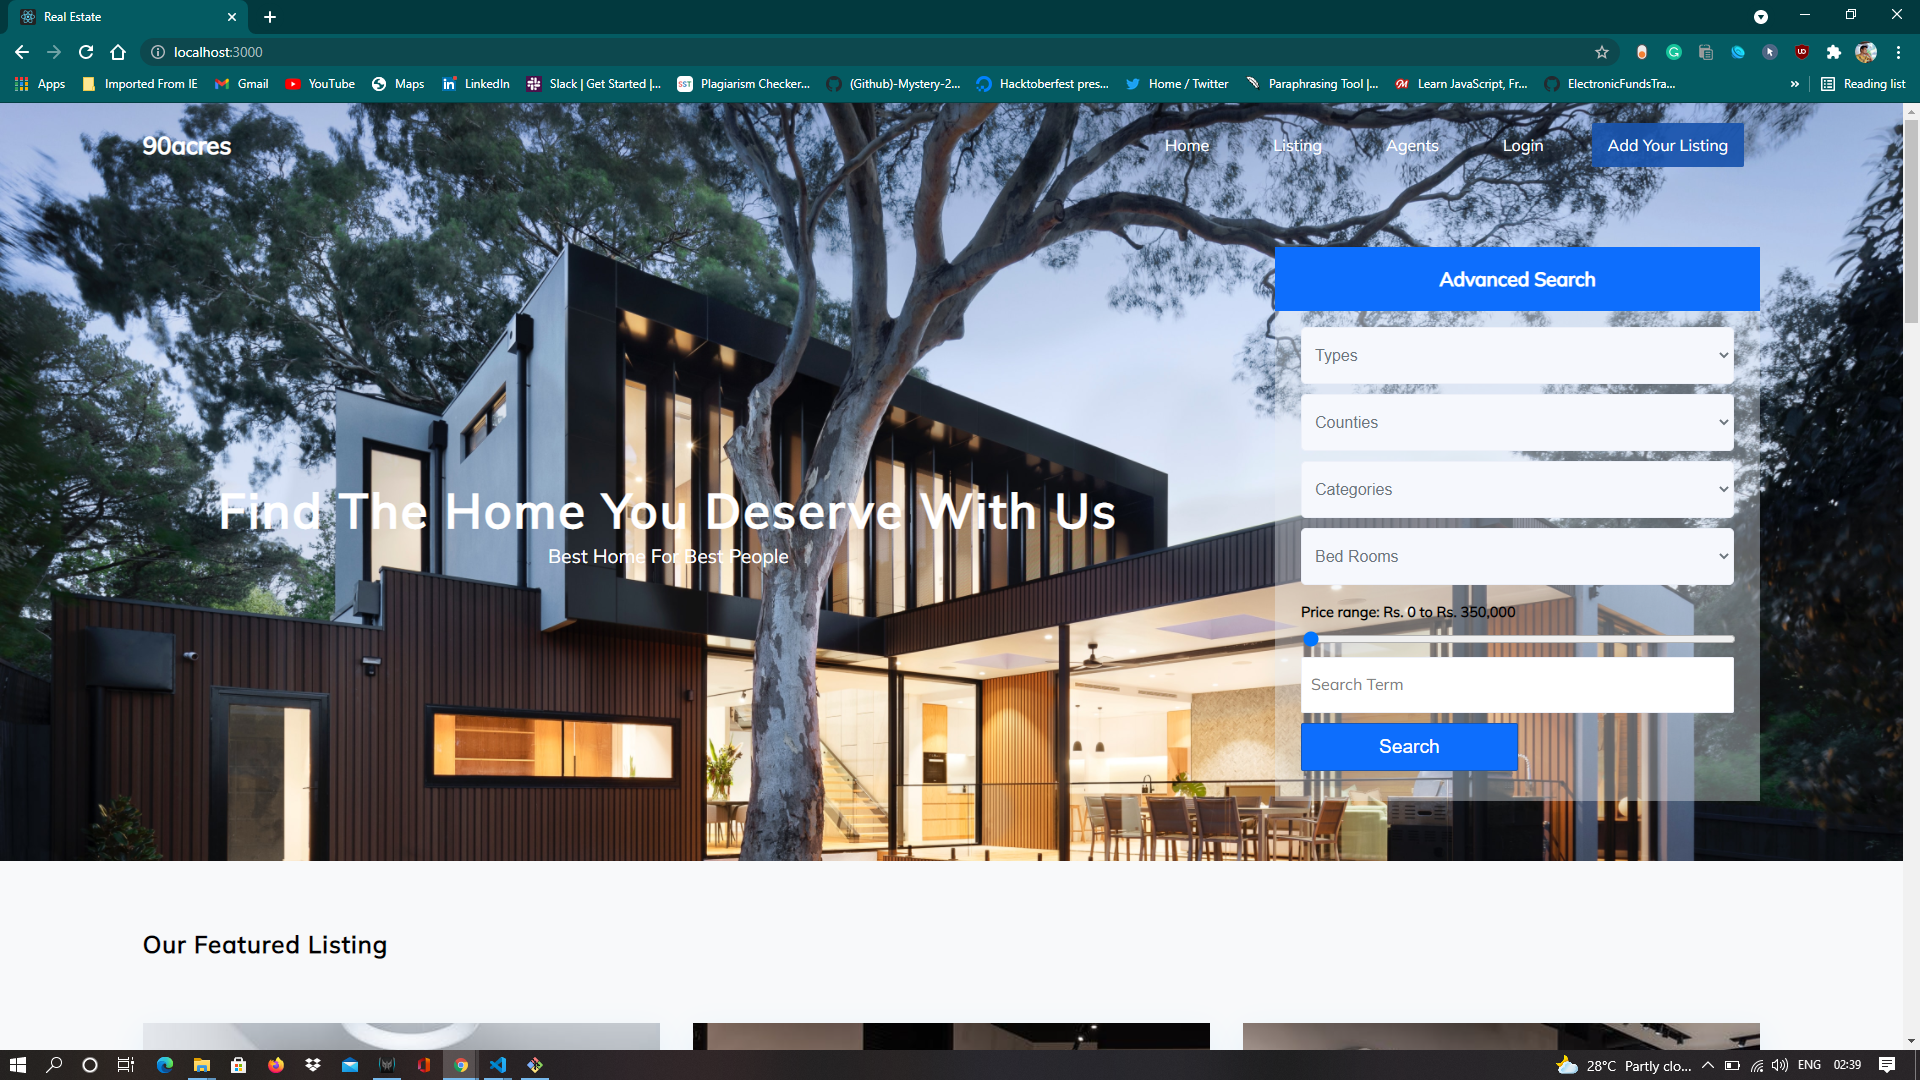 Real Estate
localhost:3000
Apps Imported From IE Gmail YouTube Maps LinkedIn Slack | Get Started |... SST Plagiarism Checker... (Github)-Mystery-2... Hacktoberfest pres... Home / Twitter Paraphrasing Tool |... Learn JavaScript, Fr... ElectronicFundsTra... » Reading list
90acres Home Listing Agents Login Add Your Listing
Advanced Search
Types
Counties
Categories
Bed Rooms
Find The Home You Deserve With Us
Best Home For Best People
Price range: Rs. 0 to Rs. 350,000
Search Term
Search
Our Featured Listing
28°C Partly clo... ENG 02:39